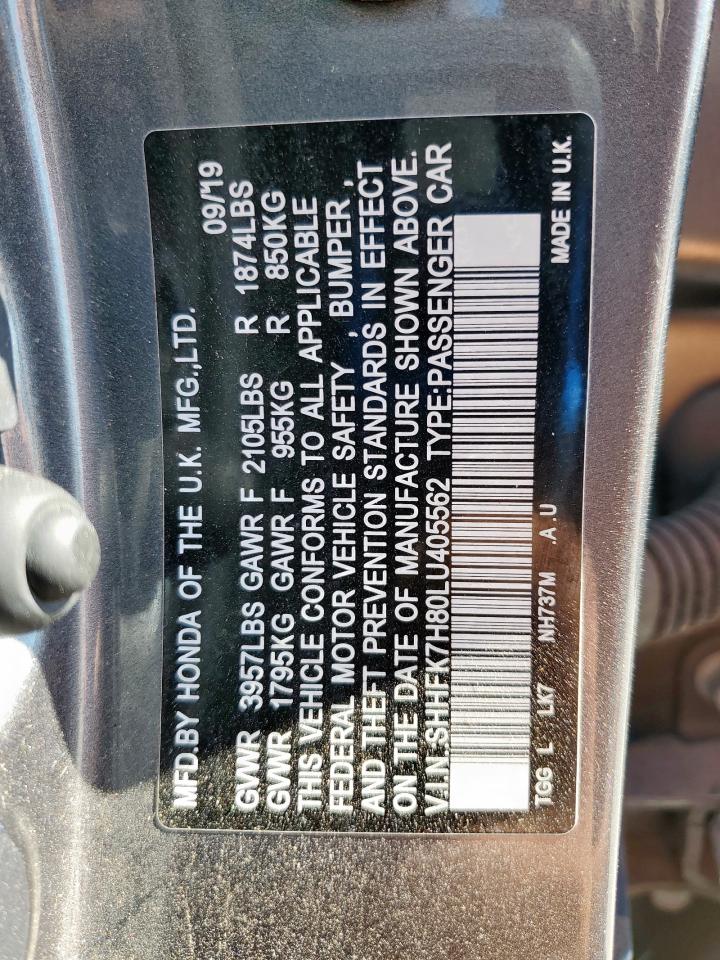 MFD.BY HONDA OF THE U.K. MFG.,LTD. 09/19
GVWR 3957LBS GAWR F 2105LBS R 1874LBS
GVWR 1795KG GAWR F 955KG R 850KG
THIS VEHICLE CONFORMS TO ALL APPLICABLE
FEDERAL MOTOR VEHICLE SAFETY , BUMPER ,
AND THEFT PREVENTION STANDARDS IN EFFECT
ON THE DATE OF MANUFACTURE SHOWN ABOVE.
V.I.N.:SHHFK7H80LU405562 TYPE:PASSENGER CAR
TGG L LK7 NH737M .A .U MADE IN U.K.